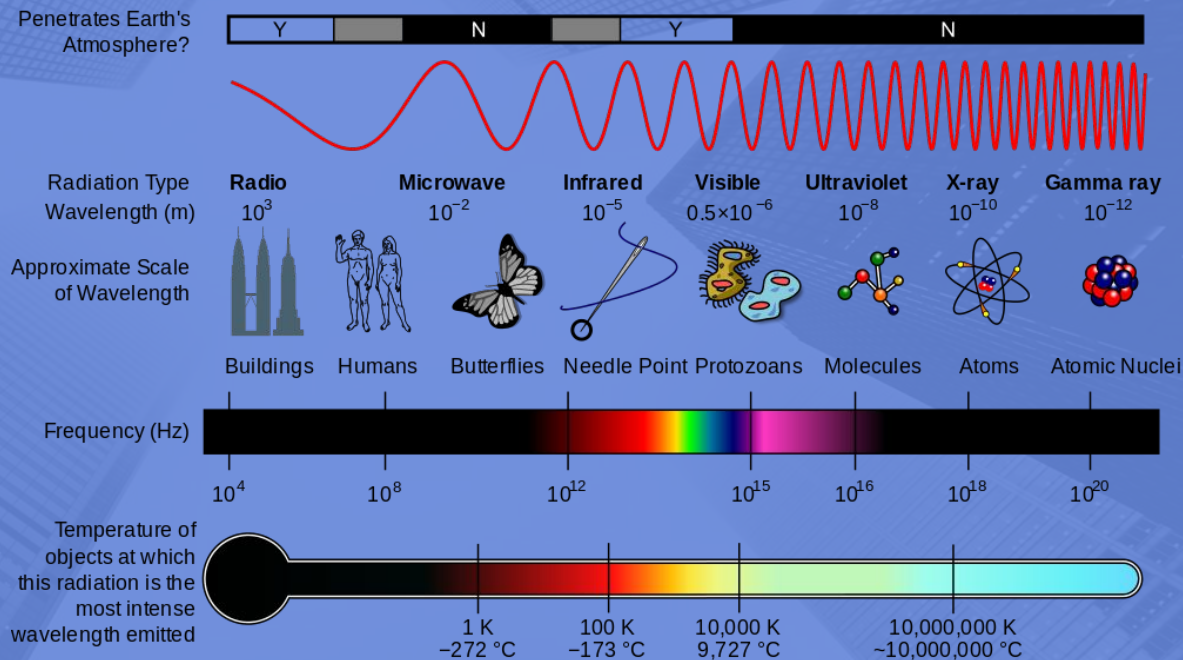 Penetrates Earth's
Atmosphere?
Y N Y N
Radiation Type
Radio Microwave Infrared Visible Ultraviolet X-ray Gamma ray
Wavelength (m)
10³ 10⁻² 10⁻⁵ 0.5×10⁻⁶ 10⁻⁸ 10⁻¹⁰ 10⁻¹²
Approximate Scale
of Wavelength
Buildings Humans Butterflies Needle Point Protozoans Molecules Atoms Atomic Nuclei
Frequency (Hz)
10⁴ 10⁸ 10¹² 10¹⁵ 10¹⁶ 10¹⁸ 10²⁰
Temperature of
objects at which
this radiation is the
most intense
wavelength emitted
1 K 100 K 10,000 K 10,000,000 K
−272 °C −173 °C 9,727 °C ~10,000,000 °C